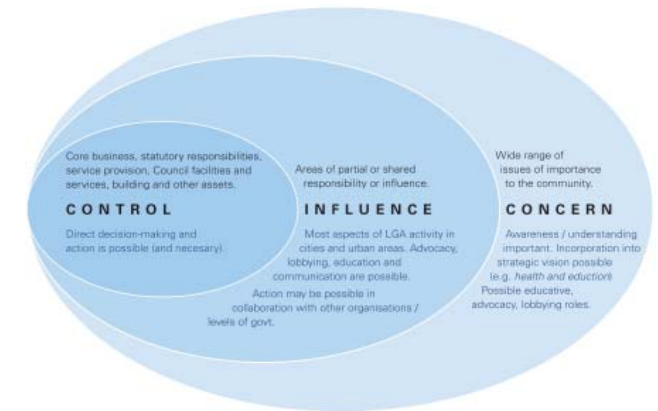 Core business, statutory responsibilities,
service provision, Council facilities and
services, building and other assets.
CONTROL
Direct decision-making and
action is possible (and necesary).
Areas of partial or shared
responsibility or influence.
INFLUENCE
Most aspects of LGA activity in
cities and urban areas. Advocacy,
lobbying, education and
communication are possible.
Action may be possible in
collaboration with other organisations /
levels of govt.
Wide range of
issues of importance
to the community.
CONCERN
Awareness / understanding
important. Incorporation into
strategic vision possible
(e.g. health and eduction)
Possible educative,
advocacy, lobbying roles.